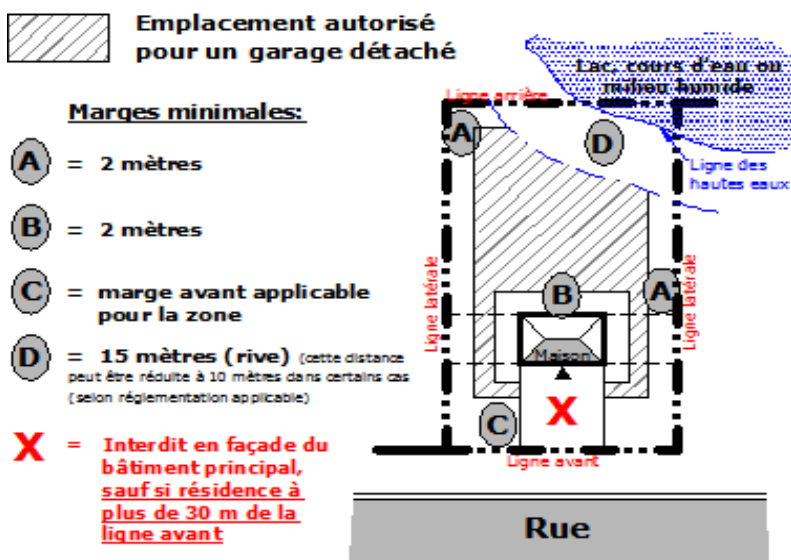 Emplacement autorisé
pour un garage détaché
Marges minimales:
A = 2 mètres
B = 2 mètres
C = marge avant applicable
pour la zone
D = 15 mètres (rive) (cette distance
peut être réduite à 10 mètres dans certains cas
(selon réglementation applicable)
X = Interdit en façade du
bâtiment principal,
sauf si résidence à
plus de 30 m de la
ligne avant
Lac, cours d'eau ou
milieu humide
Ligne arrière
A
D
Ligne des
hautes eaux
Ligne latérale
B
A
Ligne latérale
Maison
C
X
Ligne avant
Rue